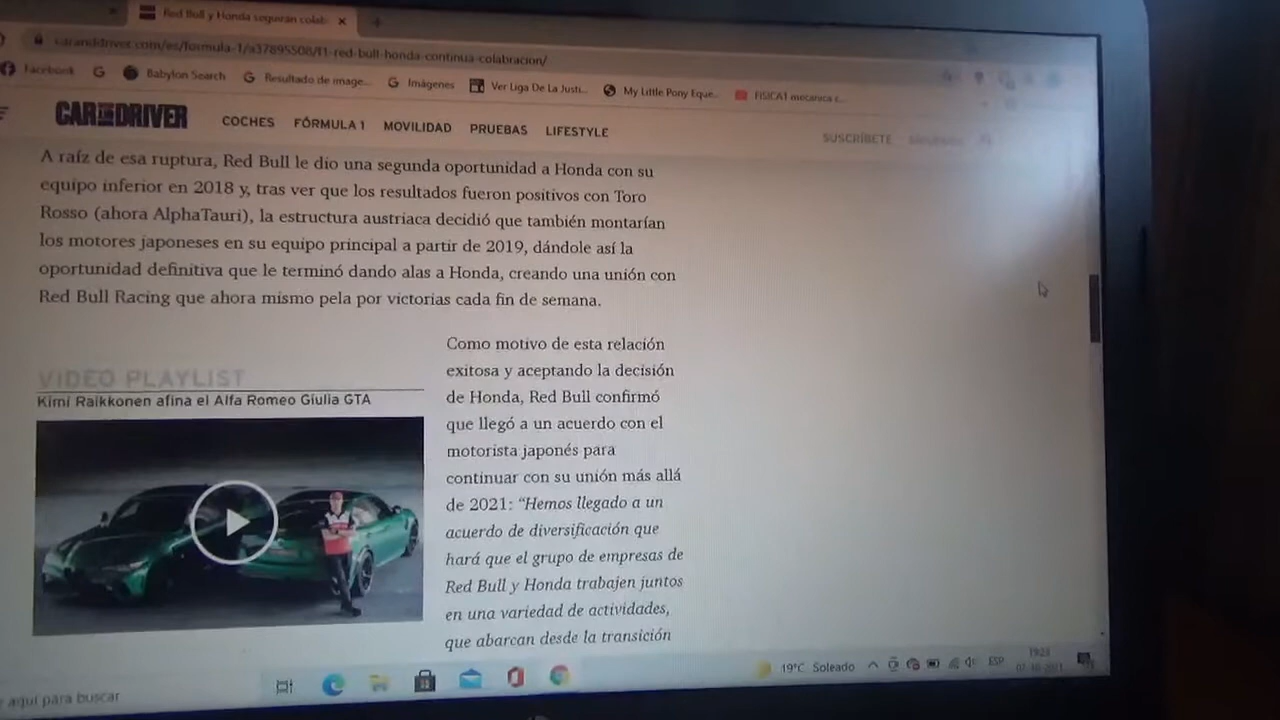 Red Bull y Honda seguirán colab
caranddriver.com/es/formula-1/a37895508/f1-red-bull-honda-continua-colabracion/
Facebook
Babylon Search
Resultado de image...
Imágenes
Ver Liga De La Justi...
My Little Pony Eque...
FISICA1 mecanica c...
CAR AND DRIVER
COCHES
FÓRMULA 1
MOVILIDAD
PRUEBAS
LIFESTYLE
SUSCRÍBETE
A raíz de esa ruptura, Red Bull le dio una segunda oportunidad a Honda con su
equipo inferior en 2018 y, tras ver que los resultados fueron positivos con Toro
Rosso (ahora AlphaTauri), la estructura austriaca decidió que también montarían
los motores japoneses en su equipo principal a partir de 2019, dándole así la
oportunidad definitiva que le terminó dando alas a Honda, creando una unión con
Red Bull Racing que ahora mismo pela por victorias cada fin de semana.
VIDEO PLAYLIST
Kimi Raikkonen afina el Alfa Romeo Giulia GTA
Como motivo de esta relación
exitosa y aceptando la decisión
de Honda, Red Bull confirmó
que llegó a un acuerdo con el
motorista japonés para
continuar con su unión más allá
de 2021: “Hemos llegado a un
acuerdo de diversificación que
hará que el grupo de empresas de
Red Bull y Honda trabajen juntos
en una variedad de actividades,
que abarcan desde la transición
aquí para buscar
19°C Soleado
ESP
19:23